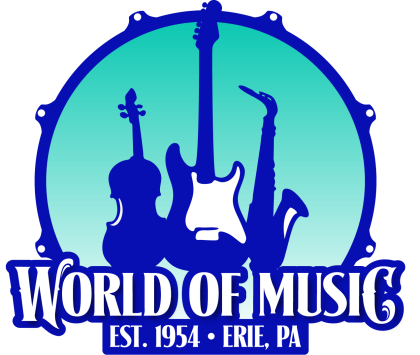 WORLD OF MUSIC
EST. 1954 • ERIE, PA